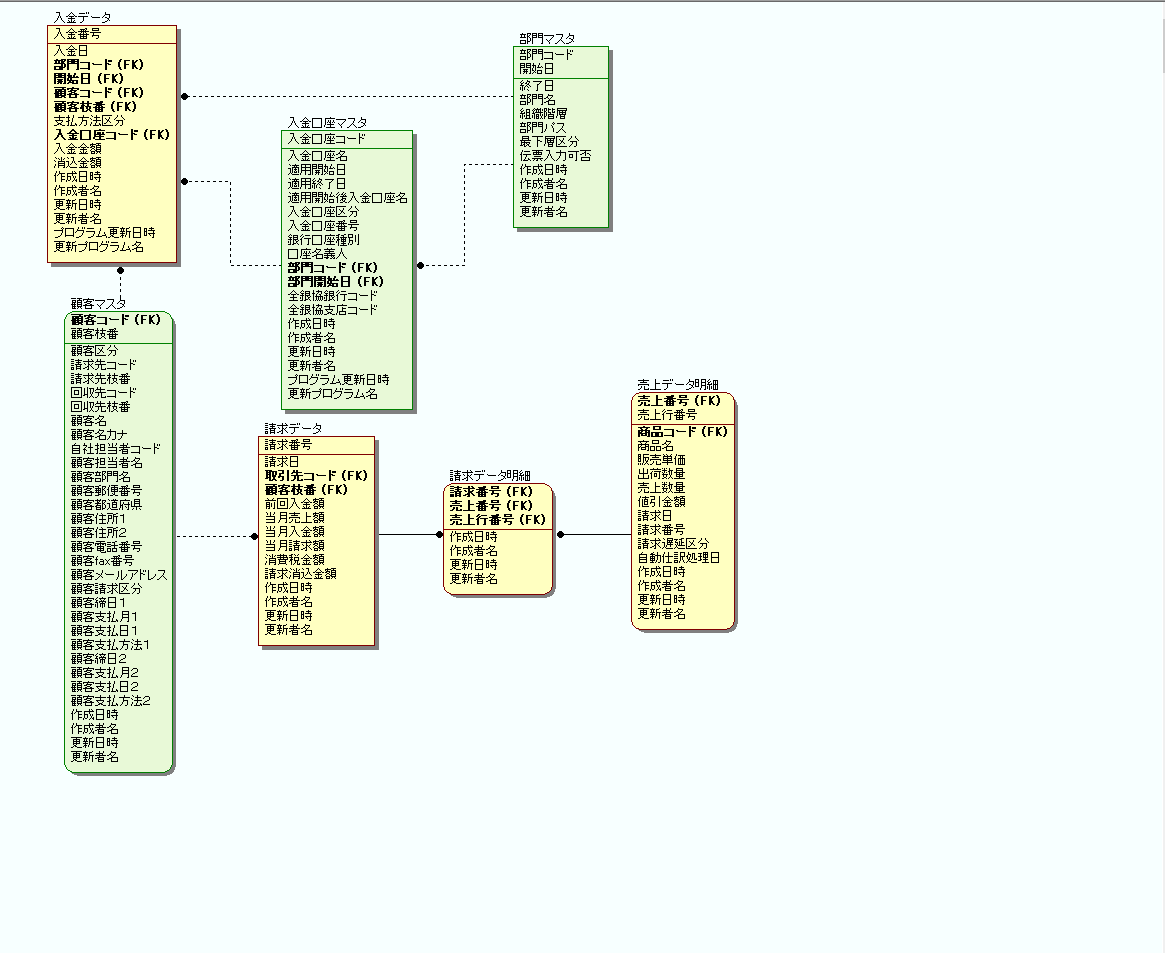 入金データ
入金番号
入金日
部門コード (FK)
開始日 (FK)
顧客コード (FK)
顧客枝番 (FK)
支払方法区分
入金口座コード (FK)
入金金額
消込金額
作成日時
作成者名
更新日時
更新者名
プログラム更新日時
更新プログラム名
部門マスタ
部門コード
開始日
終了日
部門名
組織階層
部門パス
最下層区分
伝票入力可否
作成日時
作成者名
更新日時
更新者名
入金口座マスタ
入金口座コード
入金口座名
適用開始日
適用終了日
適用開始後入金口座名
入金口座区分
入金口座番号
銀行口座種別
口座名義人
部門コード (FK)
部門開始日 (FK)
全銀協銀行コード
全銀協支店コード
作成日時
作成者名
更新日時
更新者名
プログラム更新日時
更新プログラム名
顧客マスタ
顧客コード (FK)
顧客枝番
顧客区分
請求先コード
請求先枝番
回収先コード
回収先枝番
顧客名
顧客名カナ
自社担当者コード
顧客担当者名
顧客部門名
顧客郵便番号
顧客都道府県
顧客住所1
顧客住所2
顧客電話番号
顧客fax番号
顧客メールアドレス
顧客請求区分
顧客締日1
顧客支払月1
顧客支払日1
顧客支払方法1
顧客締日2
顧客支払月2
顧客支払日2
顧客支払方法2
作成日時
作成者名
更新日時
更新者名
請求データ
請求番号
請求日
取引先コード (FK)
顧客枝番 (FK)
前回入金額
当月売上額
当月入金額
当月請求額
消費税金額
請求消込金額
作成日時
作成者名
更新日時
更新者名
請求データ明細
請求番号 (FK)
売上番号 (FK)
売上行番号 (FK)
作成日時
作成者名
更新日時
更新者名
売上データ明細
売上番号 (FK)
売上行番号
商品コード (FK)
商品名
販売単価
出荷数量
売上数量
値引金額
請求日
請求番号
請求遅延区分
自動仕訳処理日
作成日時
作成者名
更新日時
更新者名